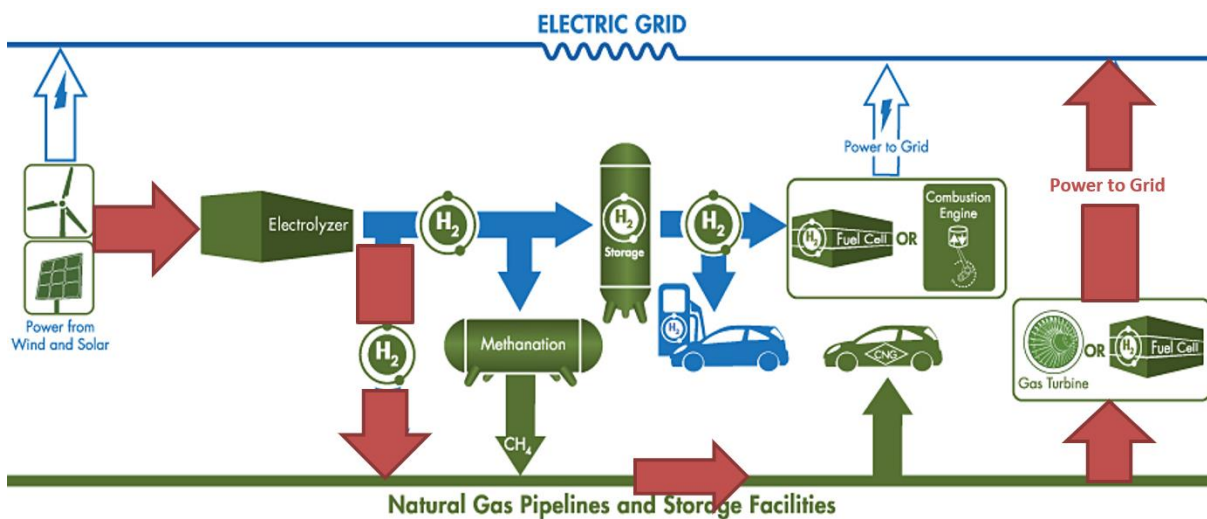 ELECTRIC GRID
Power to Grid
Power to Grid
Electrolyzer
H₂
H₂
Storage
H₂
H₂
Fuel Cell
OR
Combustion
Engine
Power from
Wind and Solar
H₂
Methanation
H₂
CNG
Gas Turbine
OR
H₂
Fuel Cell
CH₄
Natural Gas Pipelines and Storage Facilities